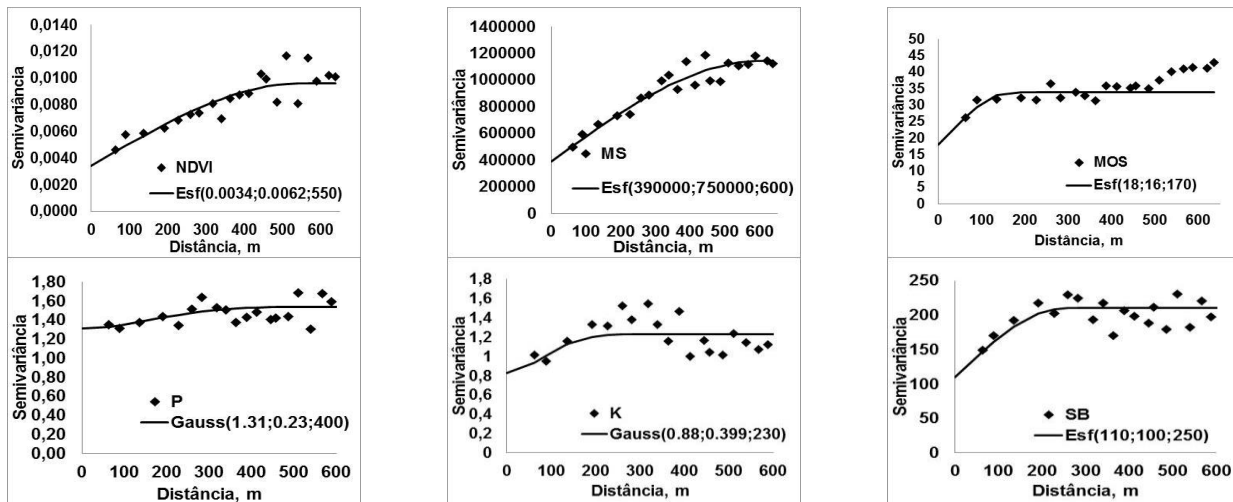 Semivariância
0,0140
0,0120
0,0100
0,0080
0,0060
0,0040
0,0020
0,0000
NDVI
Esf(0.0034;0.0062;550)
0 100 200 300 400 500 600
Distância, m
Semivariância
1400000
1200000
1000000
800000
600000
400000
200000
0
MS
Esf(390000;750000;600)
0 100 200 300 400 500 600
Distância, m
Semivariância
50
45
40
35
30
25
20
15
10
5
0
MOS
Esf(18;16;170)
0 100 200 300 400 500 600
Distância, m
Semivariância
1,80
1,60
1,40
1,20
1,00
0,80
0,60
0,40
0,20
0,00
P
Gauss(1.31;0.23;400)
0 100 200 300 400 500 600
Distância, m
Semivariância
1,8
1,6
1,4
1,2
1
0,8
0,6
0,4
0,2
0
K
Gauss(0.88;0.399;230)
0 100 200 300 400 500 600
Distância, m
Semivariância
250
200
150
100
50
0
SB
Esf(110;100;250)
0 100 200 300 400 500 600
Distância, m